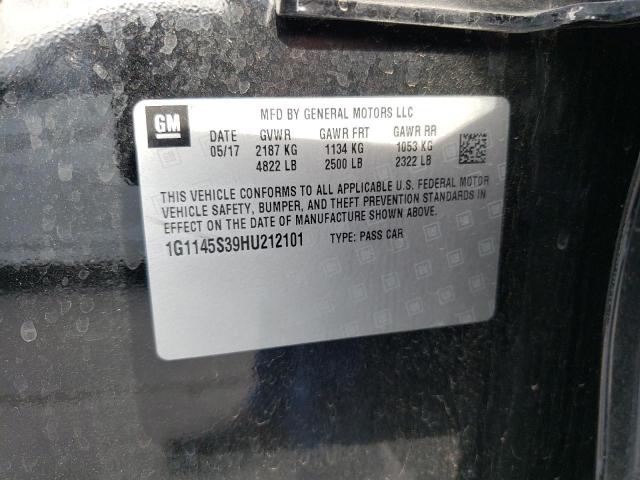 GM
MFD BY GENERAL MOTORS LLC
DATE GVWR GAWR FRT GAWR RR
05/17 2187 KG 1134 KG 1053 KG
4822 LB 2500 LB 2322 LB
THIS VEHICLE CONFORMS TO ALL APPLICABLE U.S. FEDERAL MOTOR
VEHICLE SAFETY, BUMPER, AND THEFT PREVENTION STANDARDS IN
EFFECT ON THE DATE OF MANUFACTURE SHOWN ABOVE.
1G1145S39HU212101 TYPE: PASS CAR